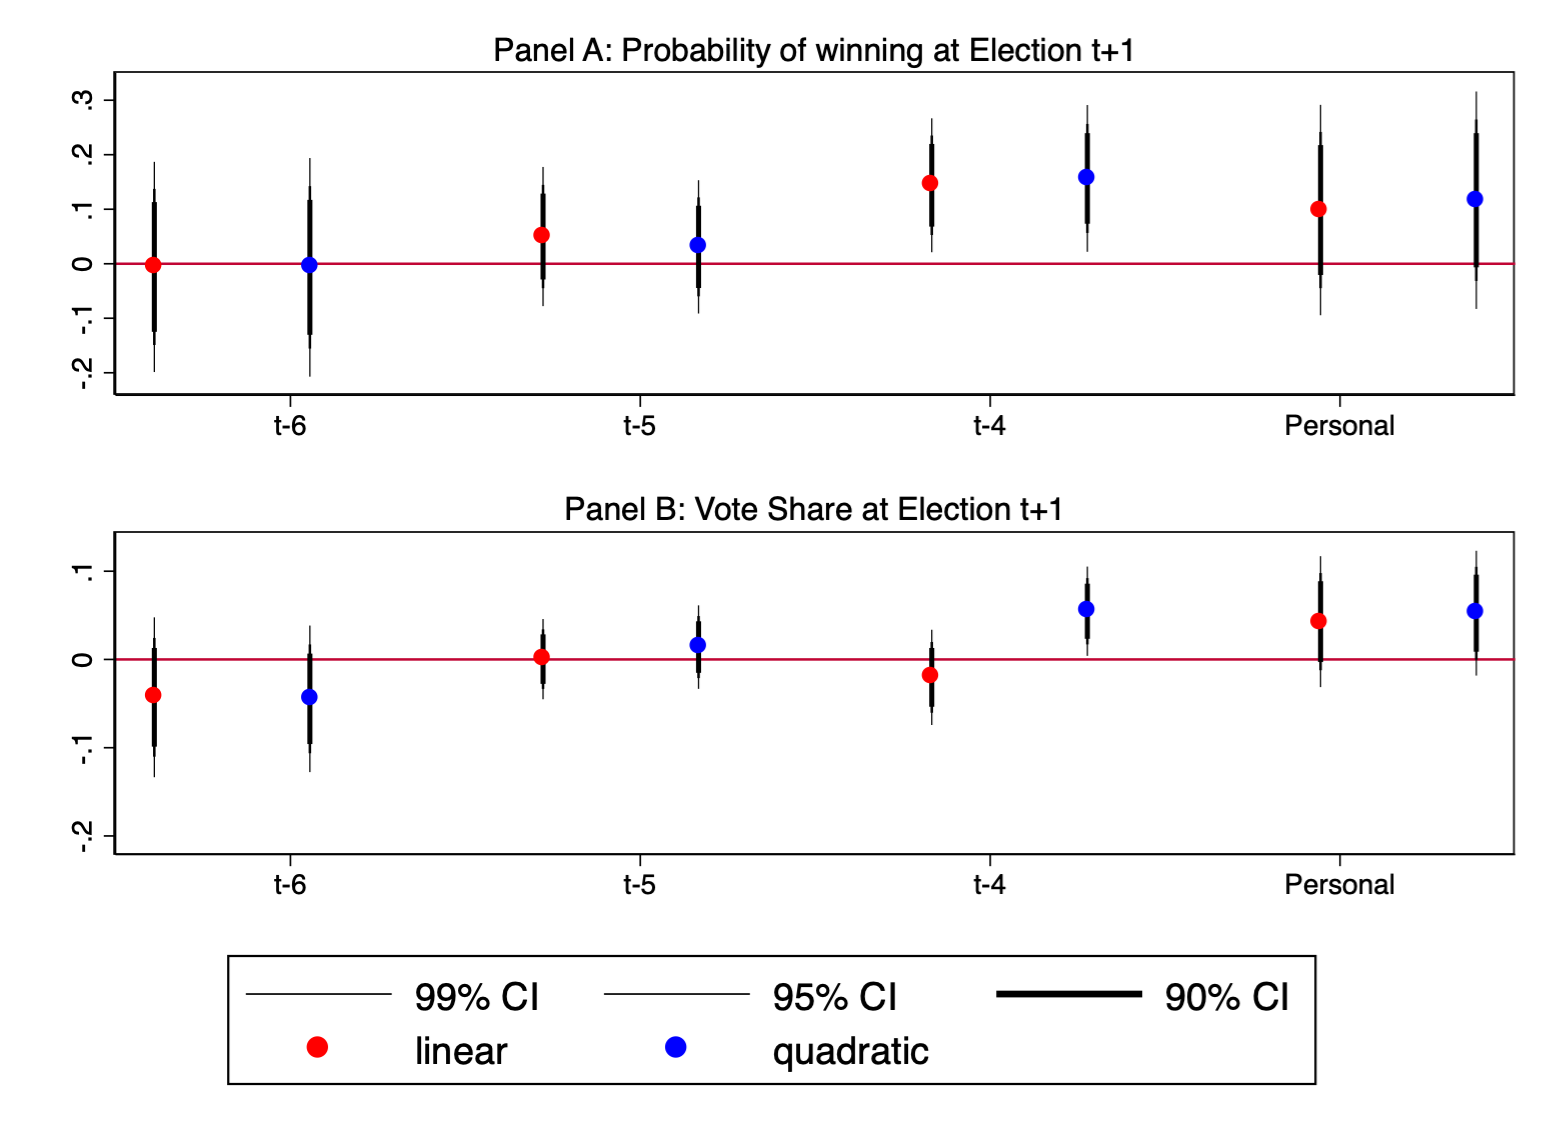 Panel A: Probability of winning at Election t+1
.3
.2
.1
0
-.1
-.2
t-6 t-5 t-4 Personal
Panel B: Vote Share at Election t+1
.1
0
-.1
-.2
t-6 t-5 t-4 Personal
99% CI 95% CI 90% CI
linear quadratic